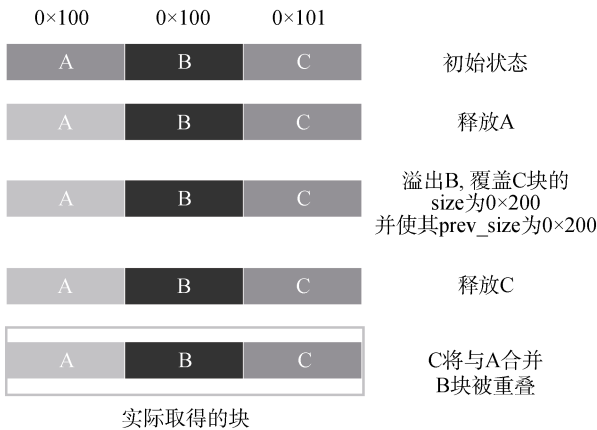 0×100 0×100 0×101
A B C 初始状态
A B C 释放A
溢出B, 覆盖C块的
A B C size为0×200
并使其prev_size为0×200
A B C 释放C
A B C C将与A合并
B块被重叠
实际取得的块